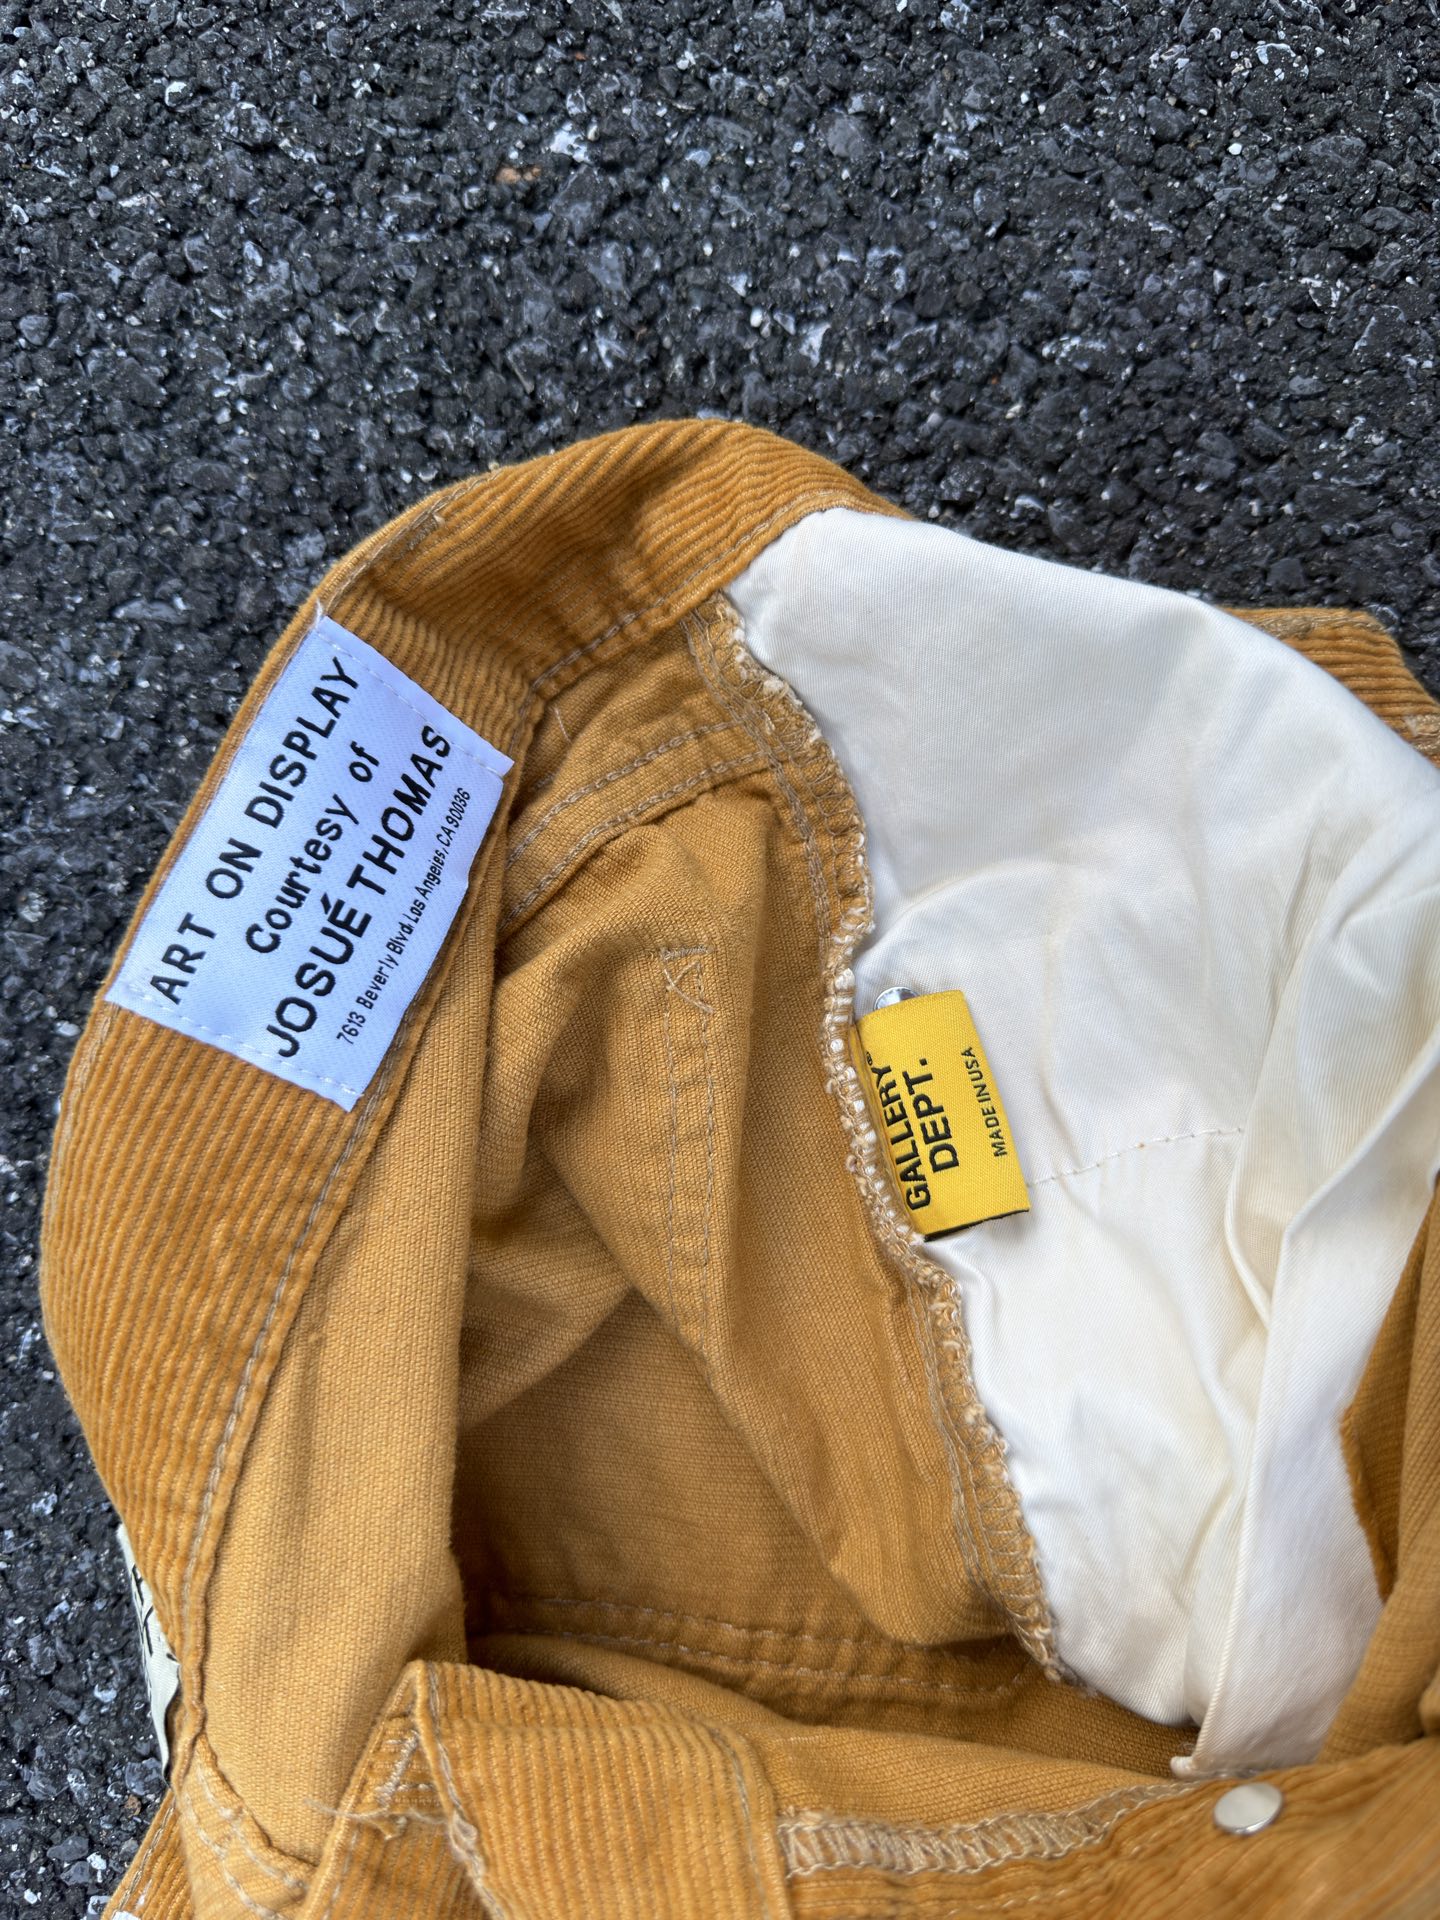 ART ON DISPLAY
Courtesy of
JOSUÉ THOMAS
7613 Beverly Blvd. Los Angeles, CA 90036
GALLERY®
DEPT.
MADE IN USA